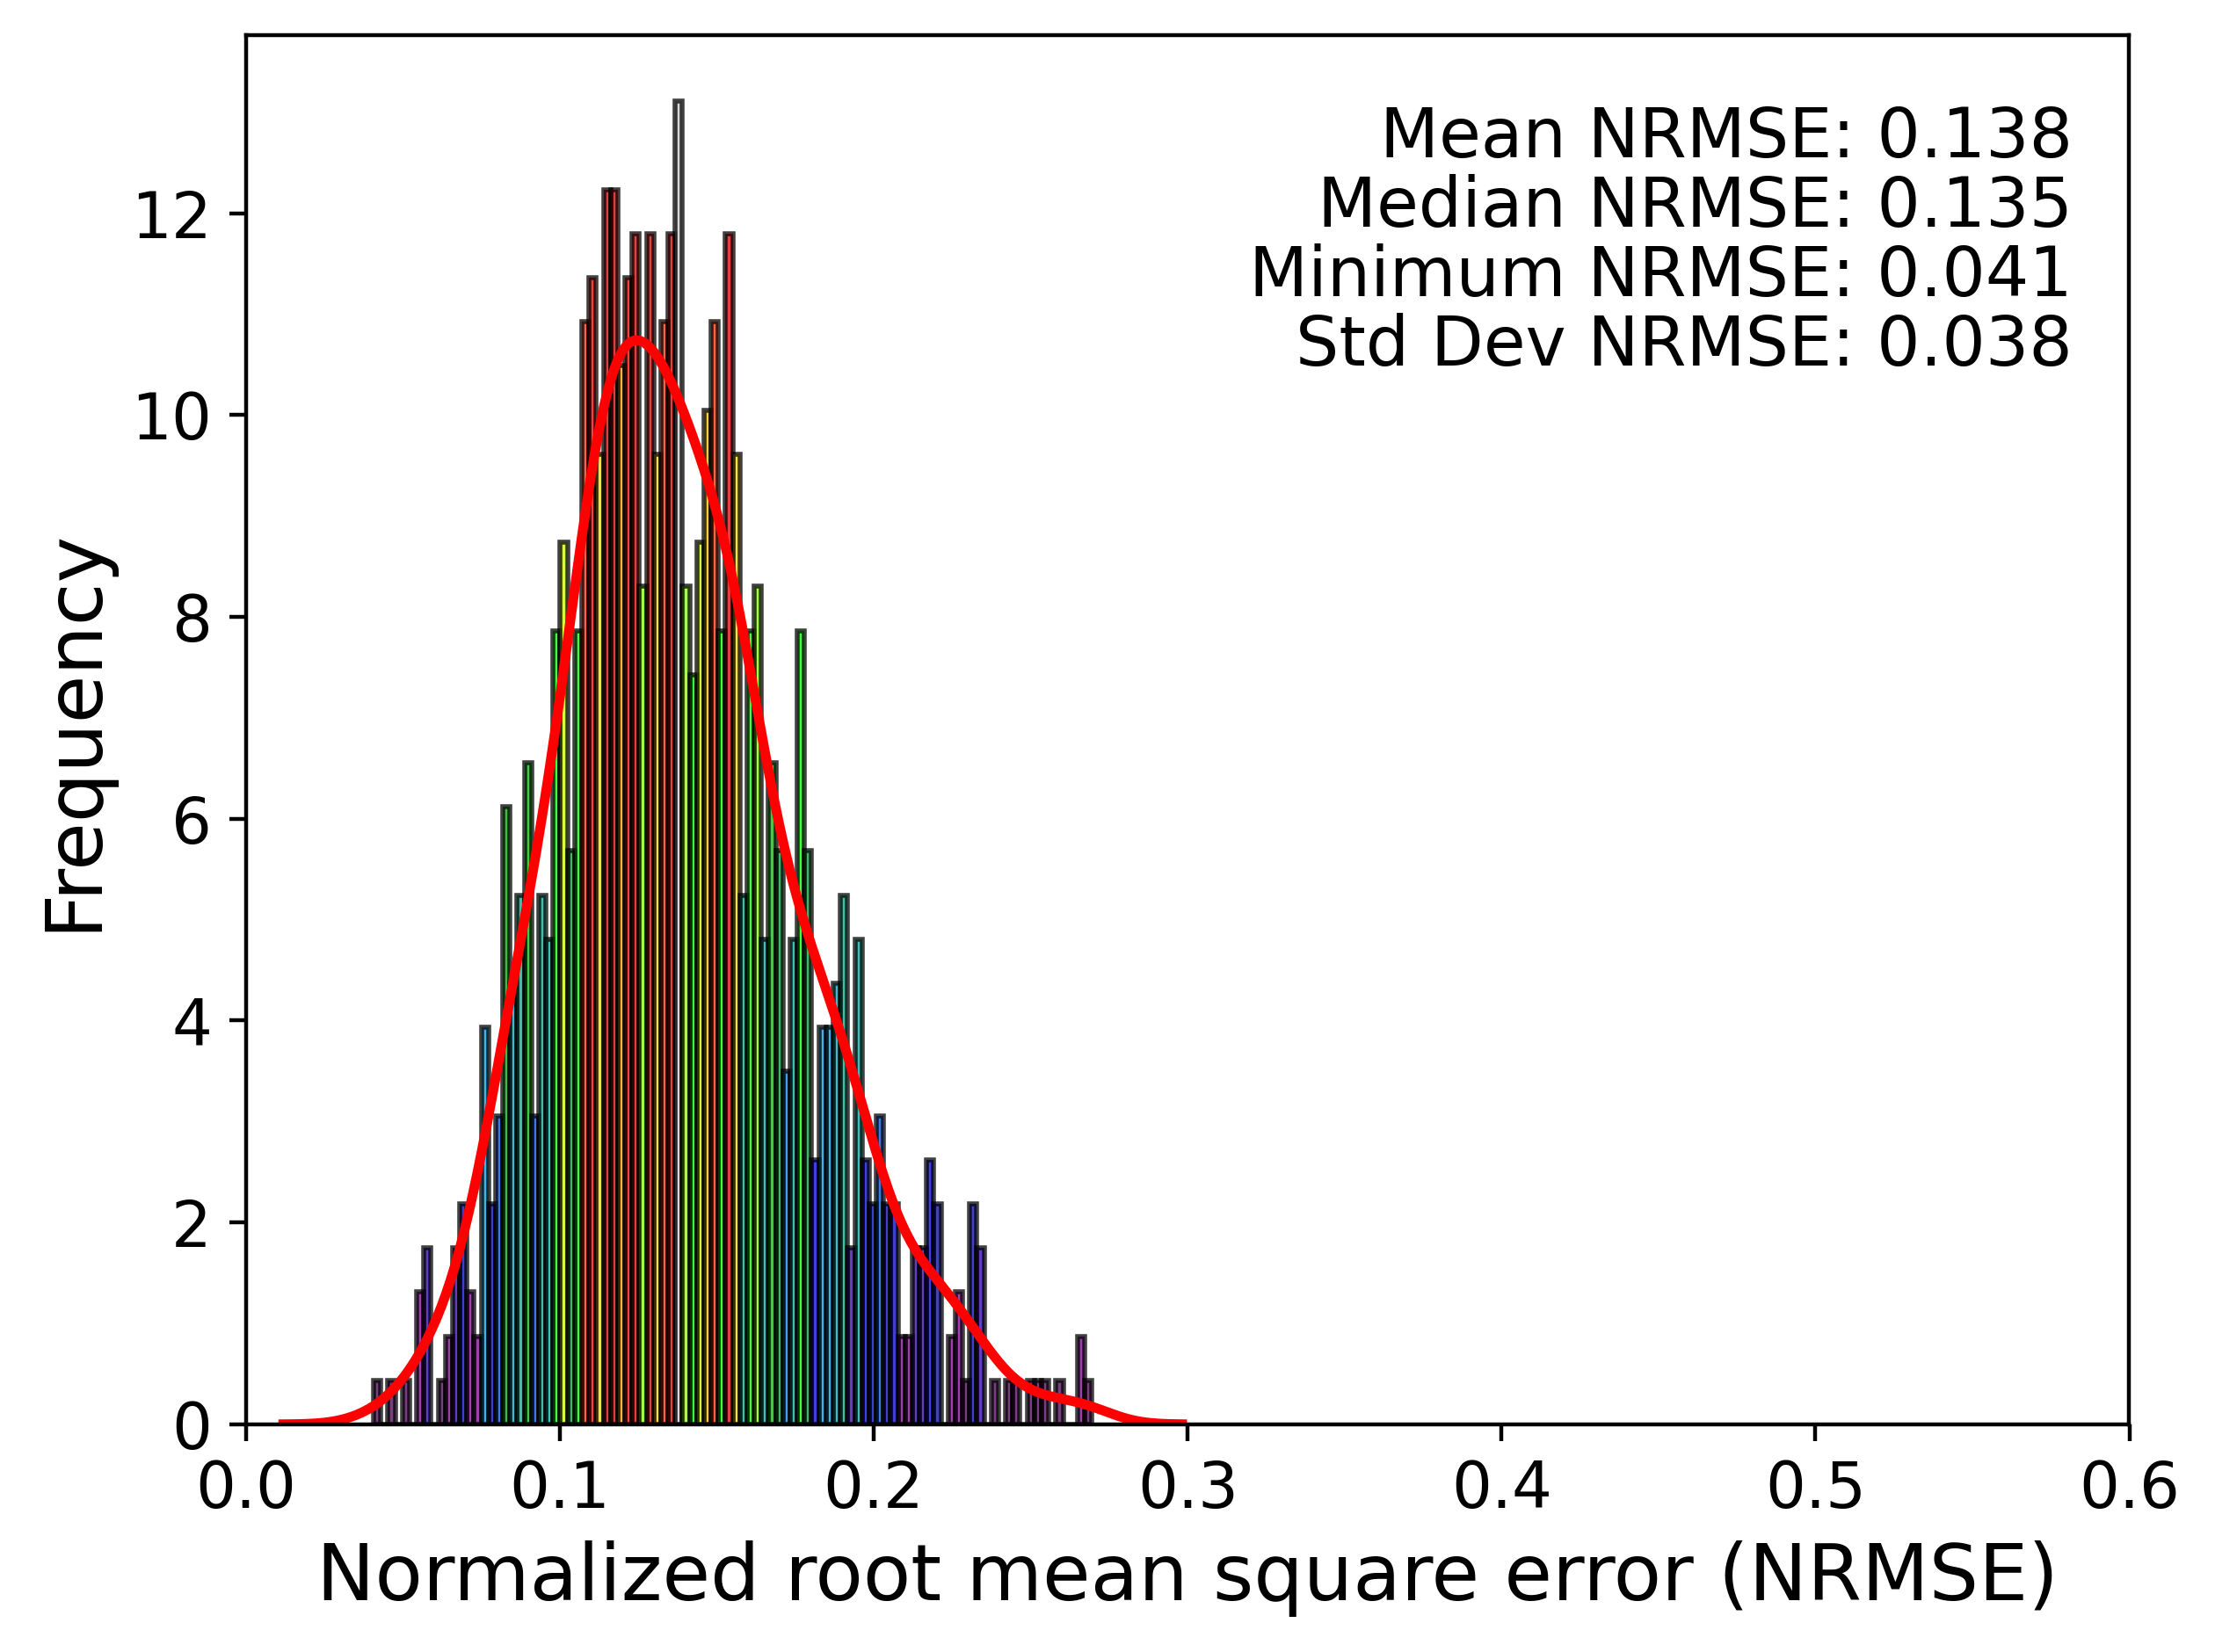 Mean NRMSE: 0.138
Median NRMSE: 0.135
Minimum NRMSE: 0.041
Std Dev NRMSE: 0.038
12
10
8
6
4
2
0
Frequency
0.0 0.1 0.2 0.3 0.4 0.5 0.6
Normalized root mean square error (NRMSE)